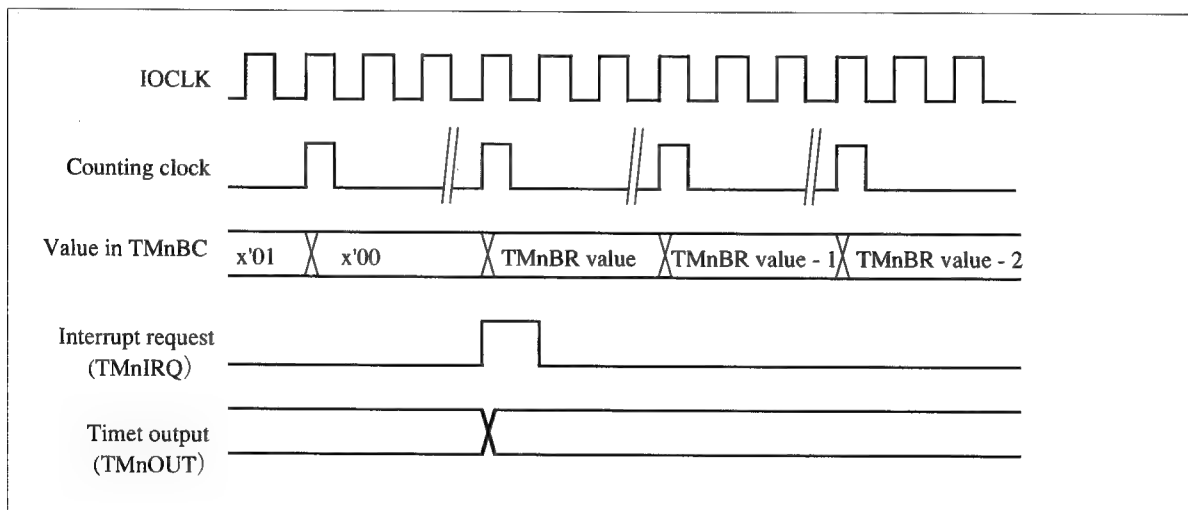 IOCLK
Counting clock
Value in TMnBC
x'01
x'00
TMnBR value
TMnBR value - 1
TMnBR value - 2
Interrupt request
(TMnIRQ)
Timet output
(TMnOUT)